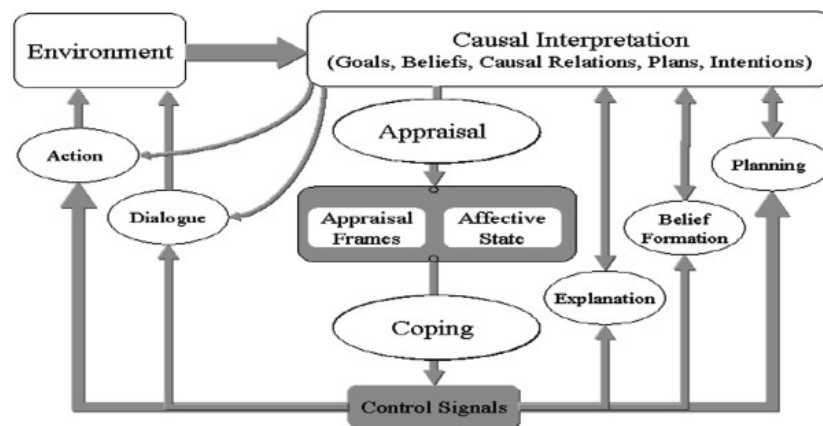 Environment
Causal Interpretation
(Goals, Beliefs, Causal Relations, Plans, Intentions)
Action
Appraisal
Planning
Dialogue
Appraisal
Frames
Affective
State
Belief
Formation
Explanation
Coping
Control Signals